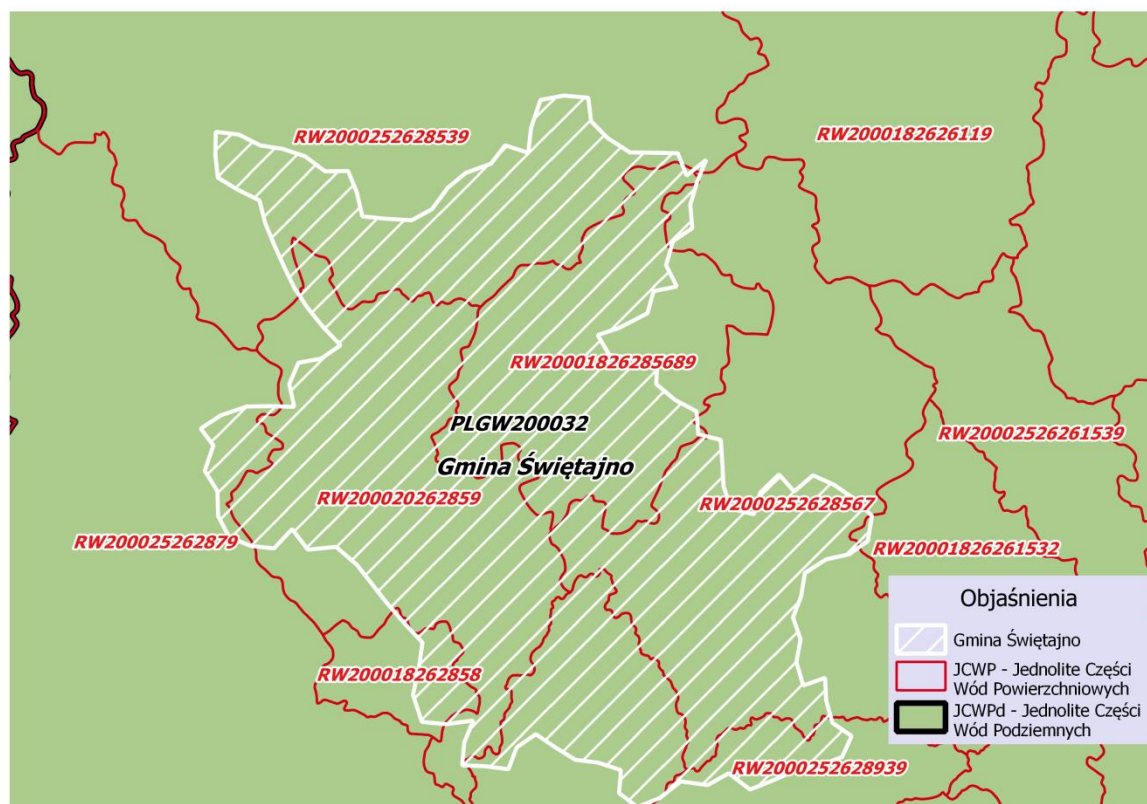 RW2000252628539
RW2000182626119
RW20001826285689
PLGW200032
RW20002526261539
Gmina Świętajno
RW200020262859
RW2000252628567
RW200025262879
RW20001826261532
RW200018262858
RW2000252628939
Objaśnienia
Gmina Świętajno
JCWP - Jednolite Części
Wód Powierzchniowych
JCWPd - Jednolite Części
Wód Podziemnych